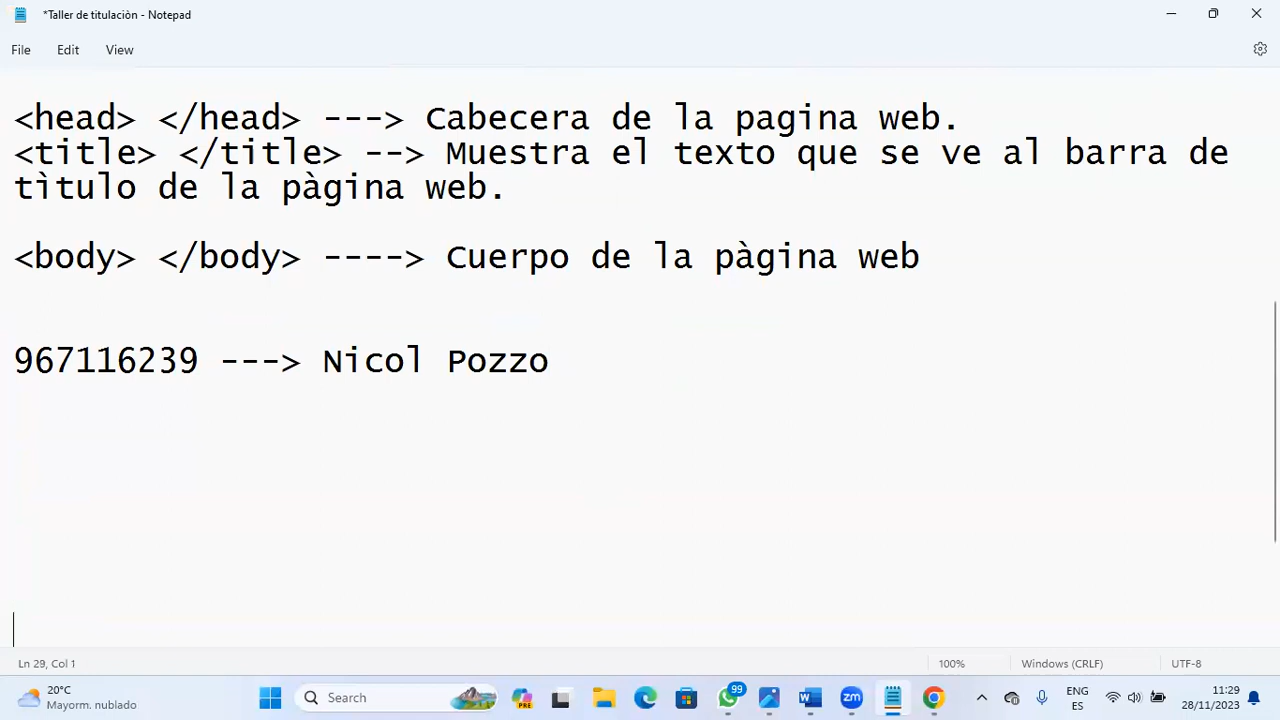 *Taller de titulaciòn - Notepad
File Edit View
<head> </head> ---> Cabecera de la pagina web.
<title> </title> --> Muestra el texto que se ve al barra de
tìtulo de la pàgina web.
<body> </body> ----> Cuerpo de la pàgina web
967116239 ---> Nicol Pozzo
Ln 29, Col 1 100% Windows (CRLF) UTF-8
20°C
Mayorm. nublado
Search
PRE
99
zm
ENG
ES
11:29
28/11/2023